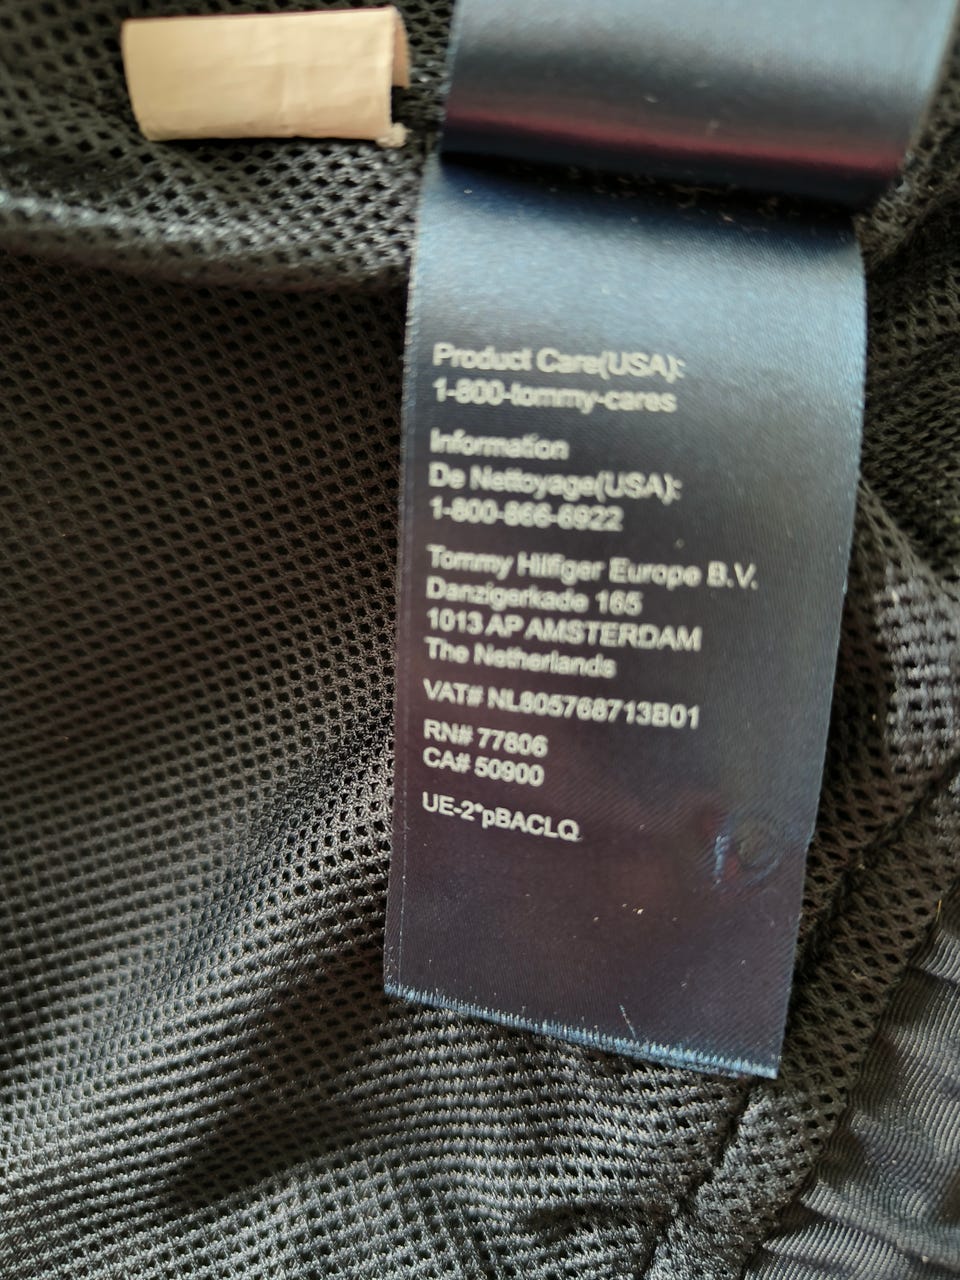 Product Care(USA):
1-800-tommy-cares
Information
De Nettoyage(USA):
1-800-866-6922
Tommy Hilfiger Europe B.V.
Danzigerkade 165
1013 AP AMSTERDAM
The Netherlands
VAT# NL805768713B01
RN# 77806
CA# 50900
UE-2*pBACLQ